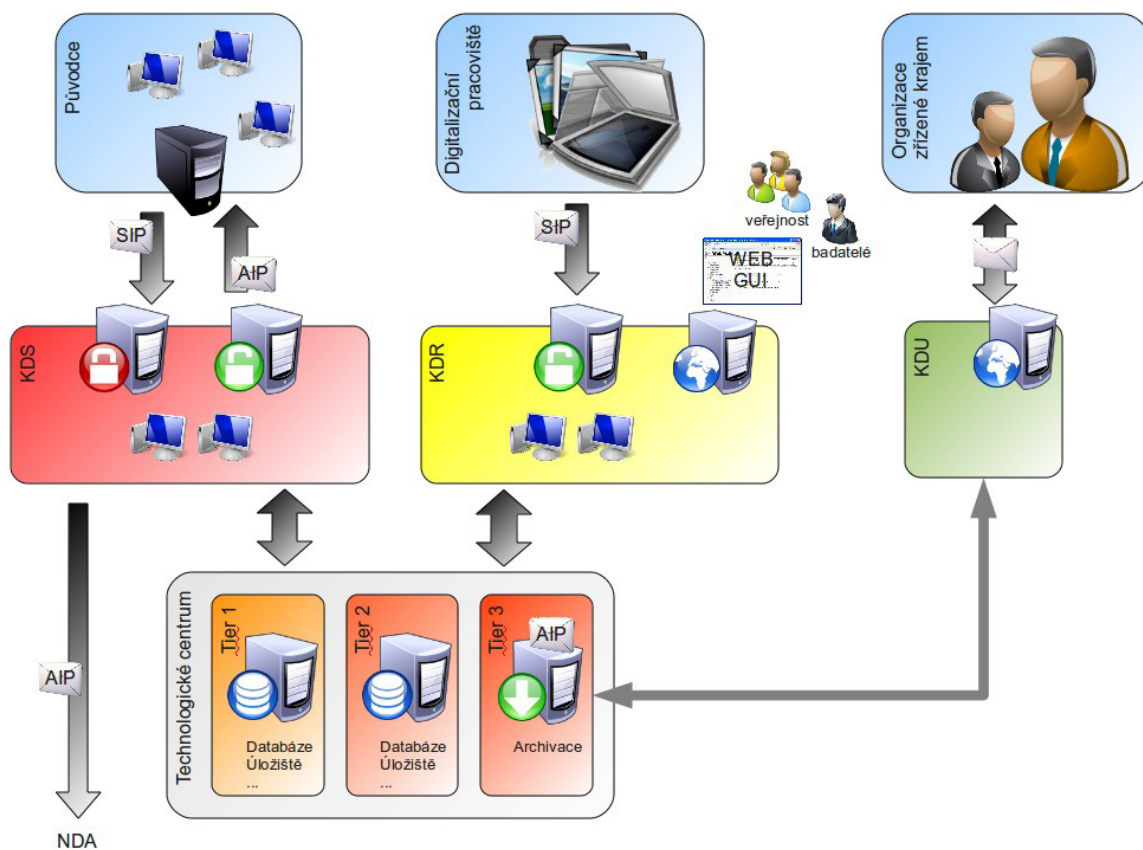 Původce
Digitalizační
pracoviště
Organizace
zřízené krajem
SIP
AIP
SIP
veřejnost
badatelé
WEB
GUI
KDS
KDR
KDU
Technologické centrum
Tier 1
Tier 2
Tier 3
AIP
Databáze
Úložiště
...
Databáze
Úložiště
...
Archivace
AIP
NDA